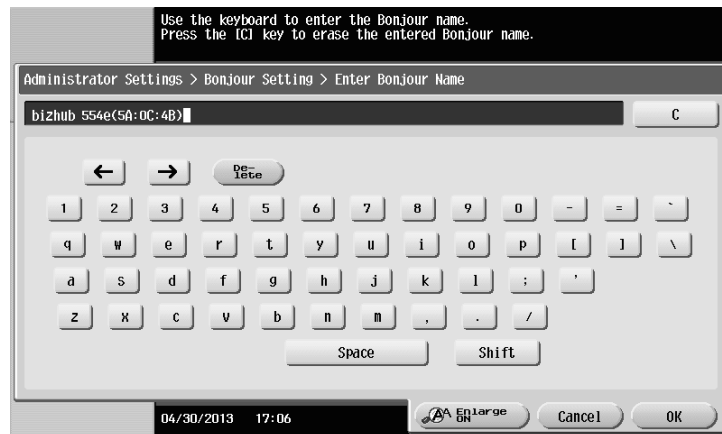 Use the keyboard to enter the Bonjour name.
Press the [C] key to erase the entered Bonjour name.
Administrator Settings > Bonjour Setting > Enter Bonjour Name
bizhub 554e(5A:0C:4B)
C
← → De-lete
1 2 3 4 5 6 7 8 9 0 - = `
q w e r t y u i o p [ ] \
a s d f g h j k l ; '
z x c v b n m , . /
Space Shift
04/30/2013 17:06
Enlarge ON Cancel OK